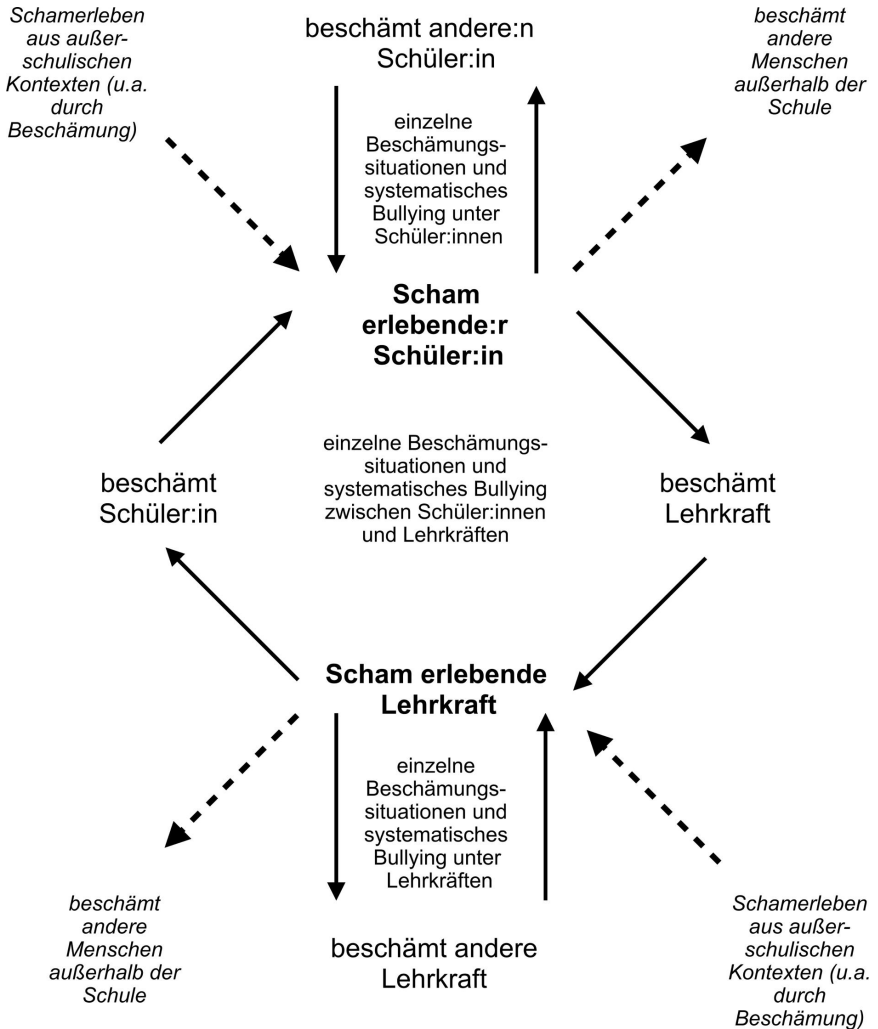 Schamerleben
aus außer-
schulischen
Kontexten (u.a.
durch
Beschämung)
beschämt andere:n
Schüler:in
beschämt
andere
Menschen
außerhalb der
Schule
einzelne
Beschämungs-
situationen und
systematisches
Bullying unter
Schüler:innen
Scham
erlebende:r
Schüler:in
beschämt
Schüler:in
einzelne Beschämungs-
situationen und
systematisches Bullying
zwischen Schüler:innen
und Lehrkräften
beschämt
Lehrkraft
Scham erlebende
Lehrkraft
einzelne
Beschämungs-
situationen und
systematisches
Bullying unter
Lehrkräften
beschämt
andere
Menschen
außerhalb der
Schule
beschämt andere
Lehrkraft
Schamerleben
aus außer-
schulischen
Kontexten (u.a.
durch
Beschämung)